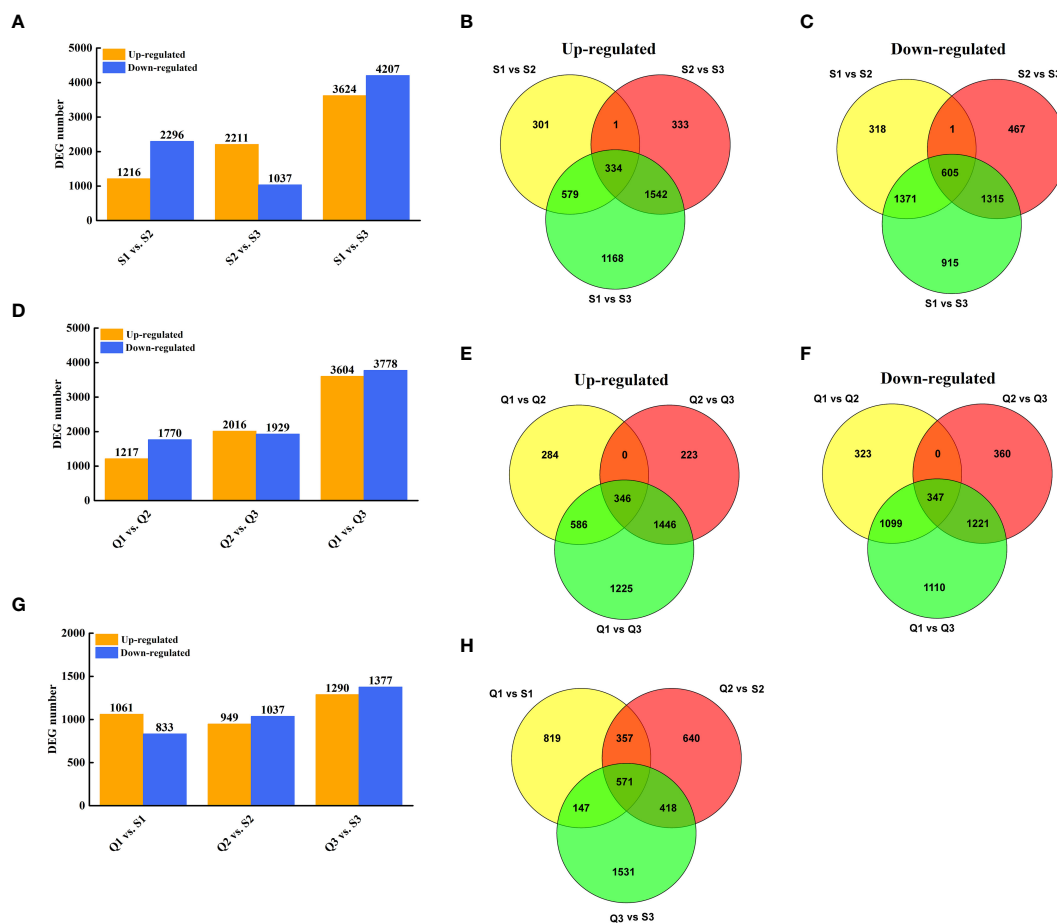 A
Up-regulated
Down-regulated
DEG number
5000
4000
3000
2000
1000
0
1216
2296
2211
1037
3624
4207
S1 vs. S2
S2 vs. S3
S1 vs. S3
B
Up-regulated
S1 vs S2
S2 vs S3
301
1
333
334
579
1542
1168
S1 vs S3
C
Down-regulated
S1 vs S2
S2 vs S3
318
1
467
605
1371
1315
915
S1 vs S3
D
Up-regulated
Down-regulated
DEG number
5000
4000
3000
2000
1000
0
1217
1770
2016
1929
3604
3778
Q1 vs. Q2
Q2 vs. Q3
Q1 vs. Q3
E
Up-regulated
Q1 vs Q2
Q2 vs Q3
284
0
223
346
586
1446
1225
Q1 vs Q3
F
Down-regulated
Q1 vs Q2
Q2 vs Q3
323
0
360
347
1099
1221
1110
Q1 vs Q3
G
Up-regulated
Down-regulated
DEG number
2000
1500
1000
500
0
1061
833
949
1037
1290
1377
Q1 vs. S1
Q2 vs. S2
Q3 vs. S3
H
Q1 vs S1
Q2 vs S2
819
357
640
571
147
418
1531
Q3 vs S3